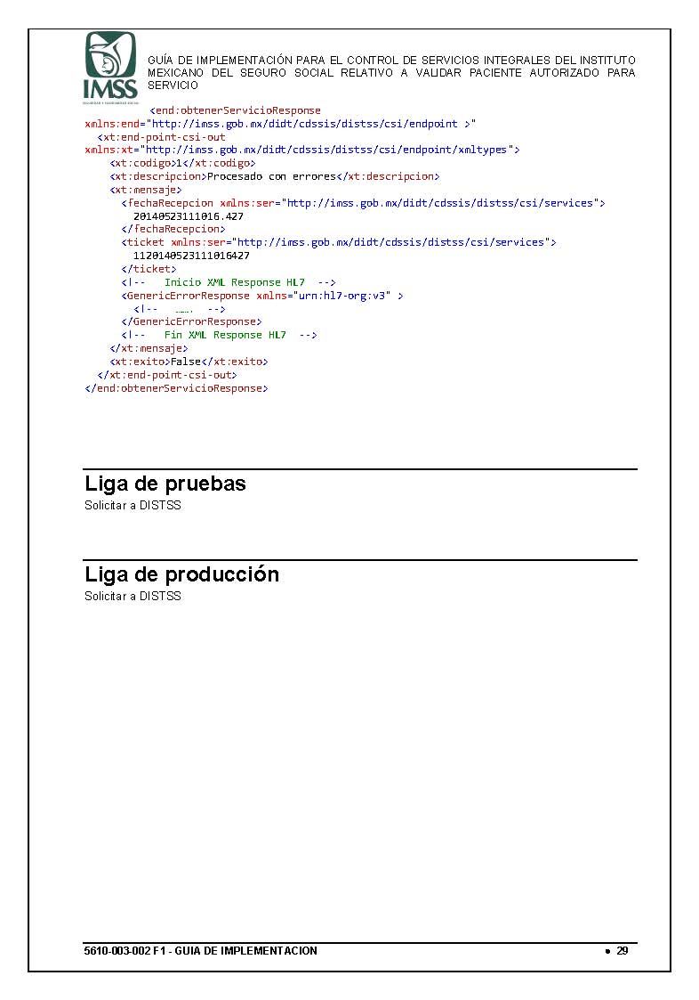 IMSS
SEGURIDAD Y SOLIDARIDAD SOCIAL
GUÍA DE IMPLEMENTACIÓN PARA EL CONTROL DE SERVICIOS INTEGRALES DEL INSTITUTO
MEXICANO DEL SEGURO SOCIAL RELATIVO A VALIDAR PACIENTE AUTORIZADO PARA
SERVICIO
<end:obtenerServicioResponse
xmlns:end="http://imss.gob.mx/didt/cdssis/distss/csi/endpoint >"
<xt:end-point-csi-out
xmlns:xt="http://imss.gob.mx/didt/cdssis/distss/csi/endpoint/xmltypes">
<xt:codigo>1</xt:codigo>
<xt:descripcion>Procesado con errores</xt:descripcion>
<xt:mensaje>
<fechaRecepcion xmlns:ser="http://imss.gob.mx/didt/cdssis/distss/csi/services">
20140523111016.427
</fechaRecepcion>
<ticket xmlns:ser="http://imss.gob.mx/didt/cdssis/distss/csi/services">
1120140523111016427
</ticket>
<!-- Inicio XML Response HL7 -->
<GenericErrorResponse xmlns="urn:hl7-org:v3" >
<!-- …… -->
</GenericErrorResponse>
<!-- Fin XML Response HL7 -->
</xt:mensaje>
<xt:exito>False</xt:exito>
</xt:end-point-csi-out>
</end:obtenerServicioResponse>
Liga de pruebas
Solicitar a DISTSS
Liga de producción
Solicitar a DISTSS
5610-003-002 F1 - GUIA DE IMPLEMENTACION • 29